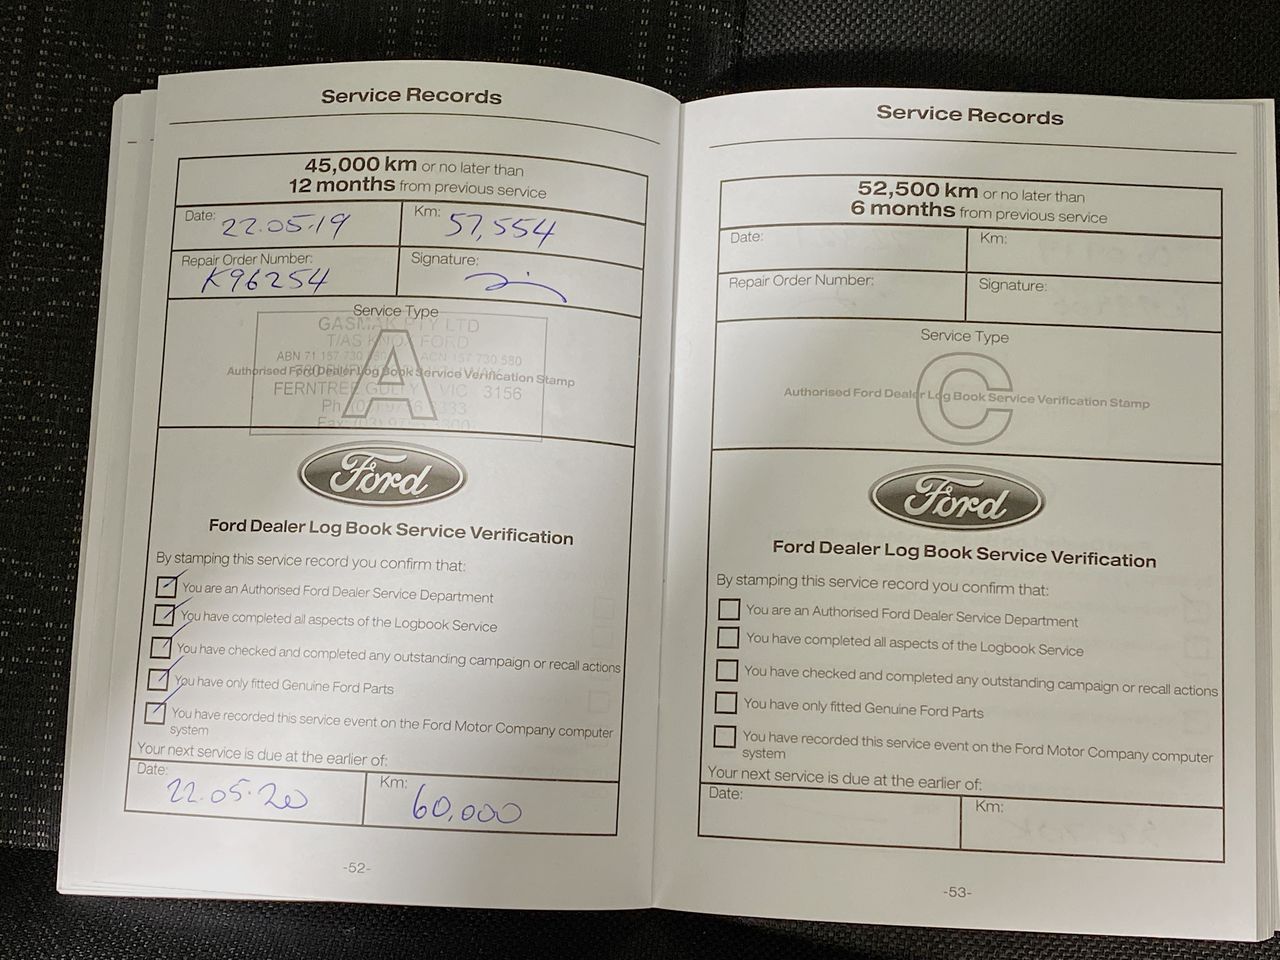 Service Records
45,000 km or no later than
12 months from previous service
Date: 22.05.19 Km: 57,554
Repair Order Number: K96254 Signature:
Service Type
GASMAK PTY LTD
T/AS KNOX FORD
ABN 71 157 730 580 ACN 157 730 580
Authorised Ford Dealer Log Book Service Verification Stamp
A
FERNTREE GULLY VIC 3156
Ph
Fax
Ford
Ford Dealer Log Book Service Verification
By stamping this service record you confirm that:
You are an Authorised Ford Dealer Service Department
You have completed all aspects of the Logbook Service
You have checked and completed any outstanding campaign or recall actions
You have only fitted Genuine Ford Parts
You have recorded this service event on the Ford Motor Company computer
system
Your next service is due at the earlier of:
Date: 22.05.20 Km: 60,000
-52-
Service Records
52,500 km or no later than
6 months from previous service
Date: Km:
Repair Order Number: Signature:
Service Type
C
Authorised Ford Dealer Log Book Service Verification Stamp
Ford
Ford Dealer Log Book Service Verification
By stamping this service record you confirm that:
You are an Authorised Ford Dealer Service Department
You have completed all aspects of the Logbook Service
You have checked and completed any outstanding campaign or recall actions
You have only fitted Genuine Ford Parts
You have recorded this service event on the Ford Motor Company computer
system
Your next service is due at the earlier of:
Date: Km:
-53-